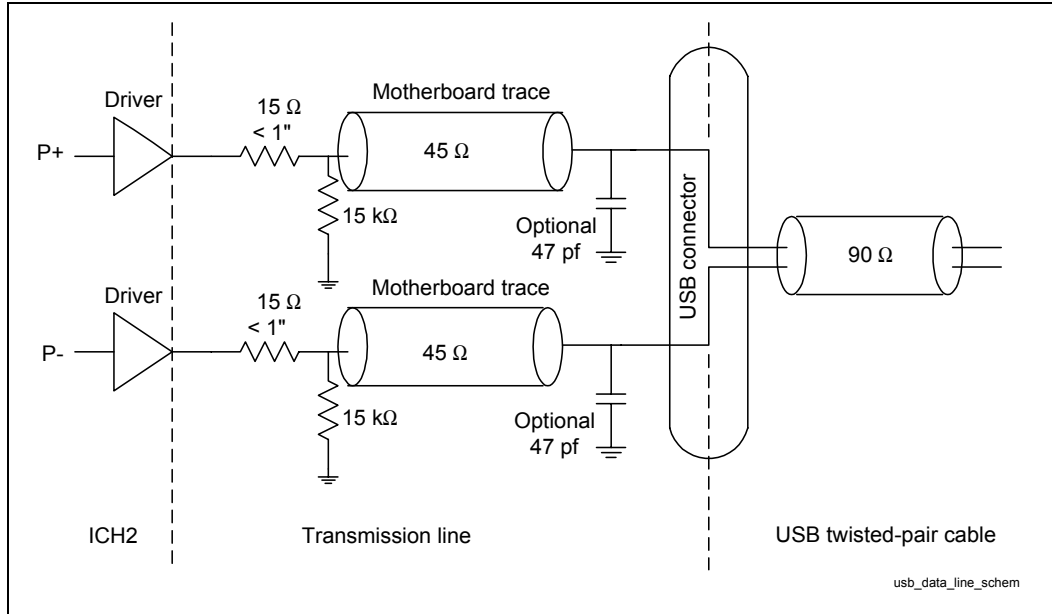 Driver
P+
15 Ω
< 1"
Motherboard trace
45 Ω
15 kΩ
Optional
47 pf
Driver
P-
15 Ω
< 1"
Motherboard trace
45 Ω
15 kΩ
Optional
47 pf
USB connector
90 Ω
ICH2
Transmission line
USB twisted-pair cable
usb_data_line_schem